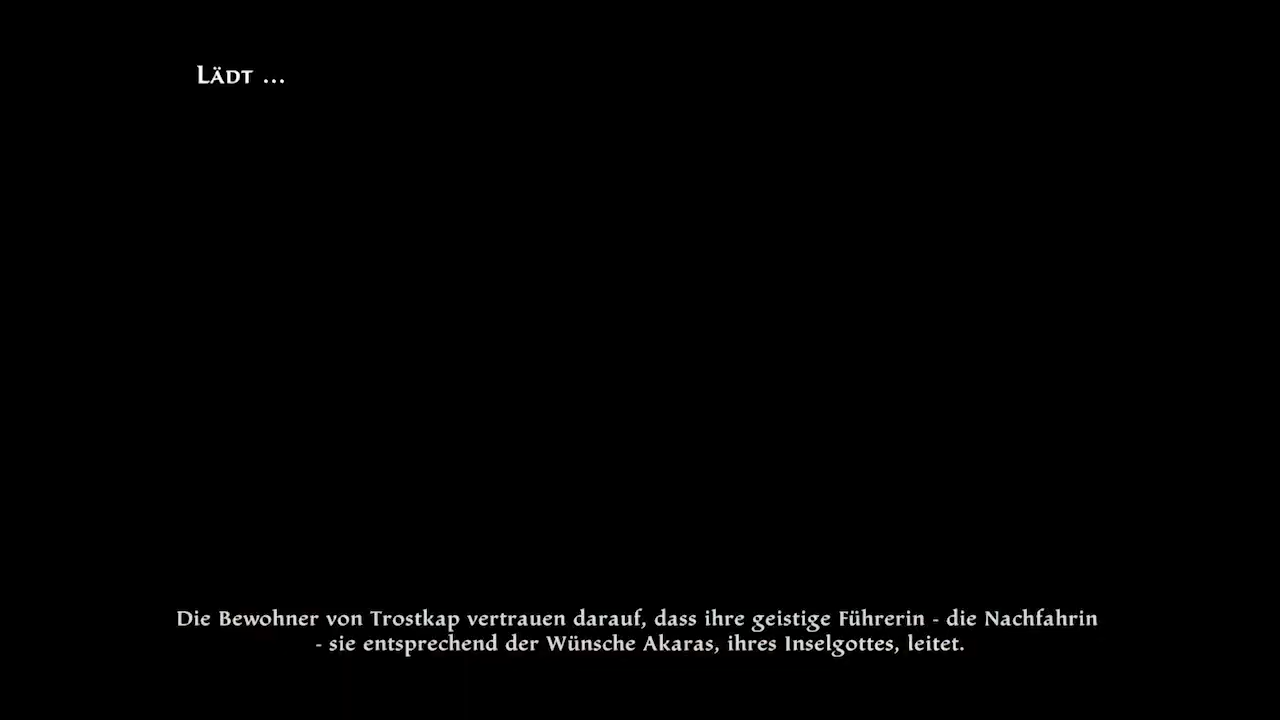 Lädt ...
Die Bewohner von Trostkap vertrauen darauf, dass ihre geistige Führerin - die Nachfahrin
- sie entsprechend der Wünsche Akaras, ihres Inselgottes, leitet.